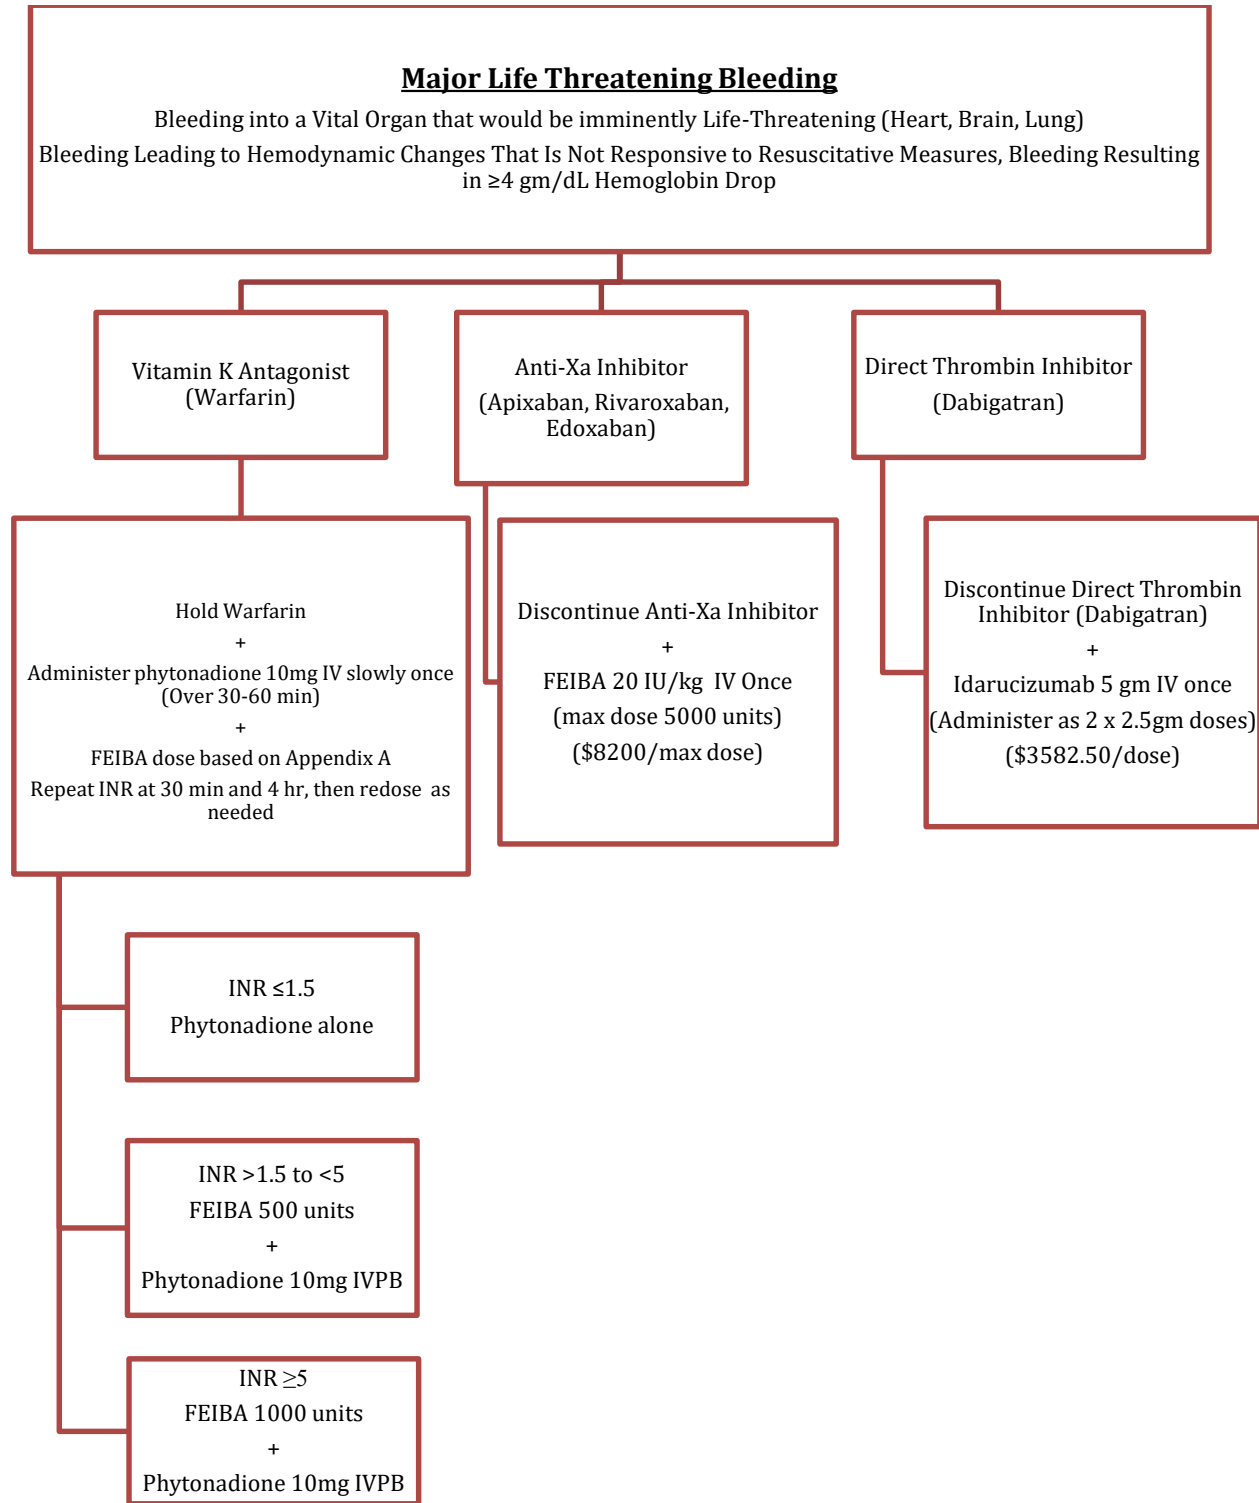 Major Life Threatening Bleeding
Bleeding into a Vital Organ that would be imminently Life-Threatening (Heart, Brain, Lung)
Bleeding Leading to Hemodynamic Changes That Is Not Responsive to Resuscitative Measures, Bleeding Resulting
in ≥4 gm/dL Hemoglobin Drop
Vitamin K Antagonist
(Warfarin)
Anti-Xa Inhibitor
(Apixaban, Rivaroxaban,
Edoxaban)
Direct Thrombin Inhibitor
(Dabigatran)
Hold Warfarin
+
Administer phytonadione 10mg IV slowly once
(Over 30-60 min)
+
FEIBA dose based on Appendix A
Repeat INR at 30 min and 4 hr, then redose as
needed
Discontinue Anti-Xa Inhibitor
+
FEIBA 20 IU/kg IV Once
(max dose 5000 units)
($8200/max dose)
Discontinue Direct Thrombin
Inhibitor (Dabigatran)
+
Idarucizumab 5 gm IV once
(Administer as 2 x 2.5gm doses)
($3582.50/dose)
INR ≤1.5
Phytonadione alone
INR >1.5 to <5
FEIBA 500 units
+
Phytonadione 10mg IVPB
INR ≥5
FEIBA 1000 units
+
Phytonadione 10mg IVPB